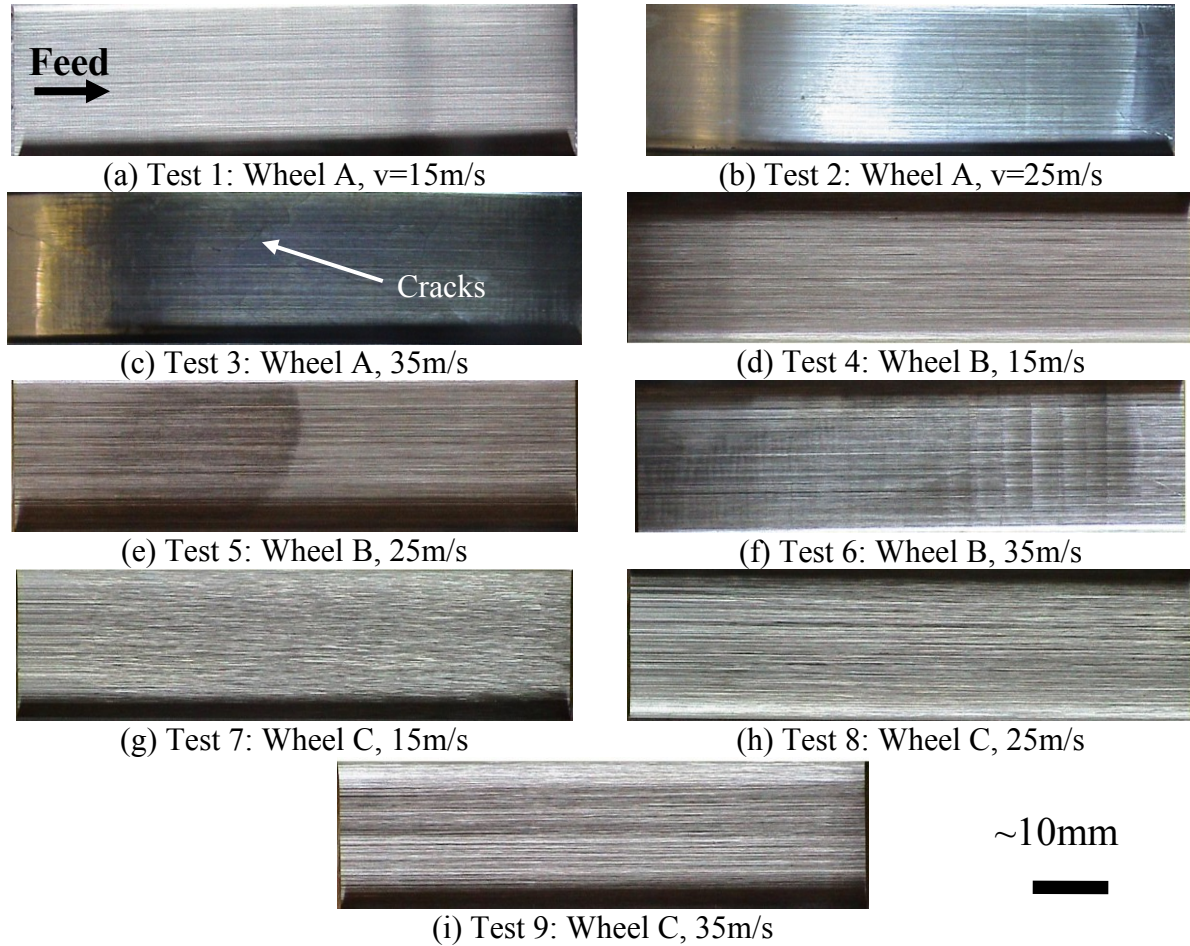 Feed
(a) Test 1: Wheel A, v=15m/s
(b) Test 2: Wheel A, v=25m/s
Cracks
(c) Test 3: Wheel A, 35m/s
(d) Test 4: Wheel B, 15m/s
(e) Test 5: Wheel B, 25m/s
(f) Test 6: Wheel B, 35m/s
(g) Test 7: Wheel C, 15m/s
(h) Test 8: Wheel C, 25m/s
~10mm
(i) Test 9: Wheel C, 35m/s